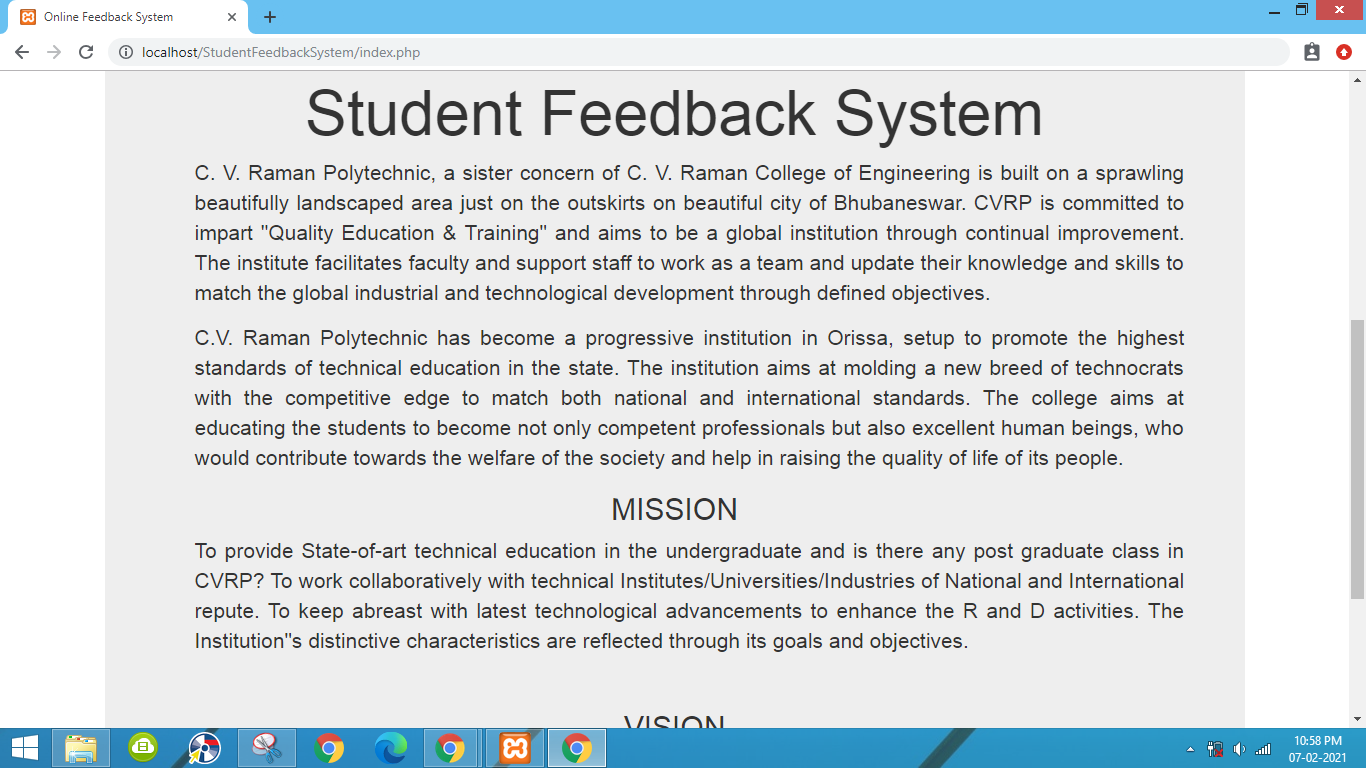 Online Feedback System
localhost/StudentFeedbackSystem/index.php
Student Feedback System
C. V. Raman Polytechnic, a sister concern of C. V. Raman College of Engineering is built on a sprawling
beautifully landscaped area just on the outskirts on beautiful city of Bhubaneswar. CVRP is committed to
impart "Quality Education & Training" and aims to be a global institution through continual improvement.
The institute facilitates faculty and support staff to work as a team and update their knowledge and skills to
match the global industrial and technological development through defined objectives.
C.V. Raman Polytechnic has become a progressive institution in Orissa, setup to promote the highest
standards of technical education in the state. The institution aims at molding a new breed of technocrats
with the competitive edge to match both national and international standards. The college aims at
educating the students to become not only competent professionals but also excellent human beings, who
would contribute towards the welfare of the society and help in raising the quality of life of its people.
MISSION
To provide State-of-art technical education in the undergraduate and is there any post graduate class in
CVRP? To work collaboratively with technical Institutes/Universities/Industries of National and International
repute. To keep abreast with latest technological advancements to enhance the R and D activities. The
Institution"s distinctive characteristics are reflected through its goals and objectives.
VISION
10:58 PM
07-02-2021